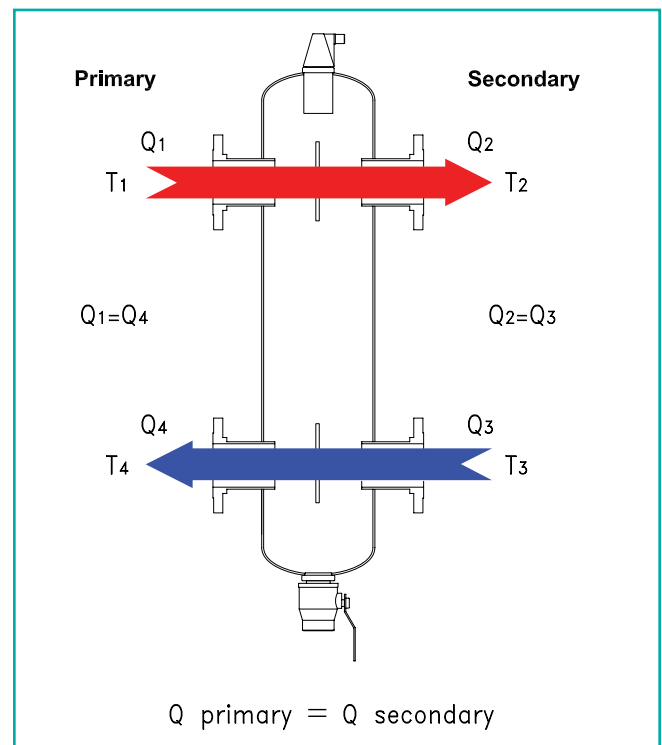 Primary Secondary
Q1 Q2
T1 T2
Q1=Q4 Q2=Q3
Q4 Q3
T4 T3
Q primary = Q secondary